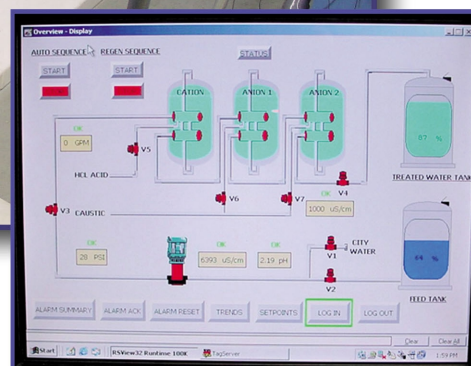 Overview - Display
AUTO SEQUENCE REGEN SEQUENCE
STATUS
START START
CATION ANION 1 ANION 2
OK
0 GPM
V5
HCL ACID
87 %
TREATED WATER TANK
V4
V6 V7
OK
1000 uS/cm
V3 CAUSTIC
OK OK OK
28 PSI 6393 uS/cm 2.19 pH
CITY
WATER
V1
V2
64 %
FEED TANK
ALARM SUMMARY ALARM ACK ALARM RESET TRENDS SETPOINTS LOG IN LOG OUT
Clear Clear All
Start RSView32 Runtime 100K TagServer 1:59 PM